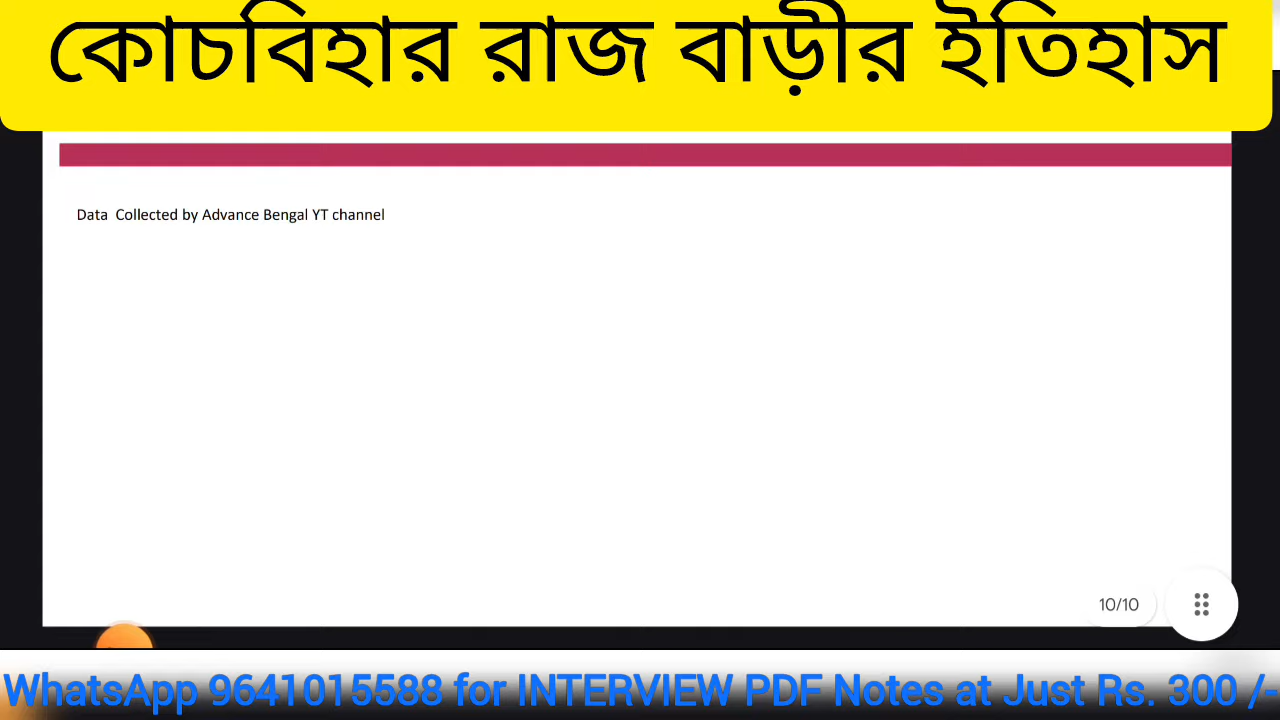 কোচবিহার রাজ বাড়ীর ইতিহাস
Data Collected by Advance Bengal YT channel
10/10
WhatsApp 9641015588 for INTERVIEW PDF Notes at Just Rs. 300 /-